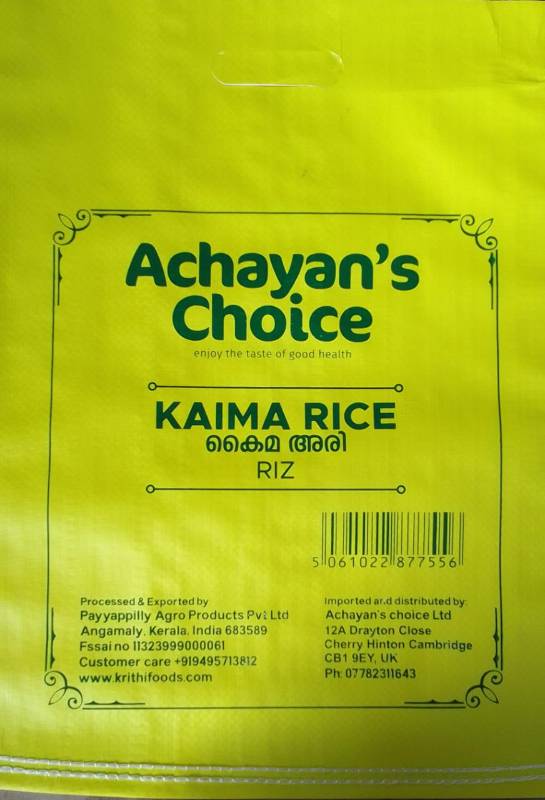 Achayan's
Choice
enjoy the taste of good health
KAIMA RICE
കൈമ അരി
RIZ
5 061022 877556
Processed & Exported by
Payyappilly Agro Products Pvt Ltd
Angamaly, Kerala, India 683589
Fssai no 11323999000061
Customer care +919495713812
www.krithifoods.com
Imported and distributed by:
Achayan's choice Ltd
12A Drayton Close
Cherry Hinton Cambridge
CB1 9EY, UK
Ph: 07782311643